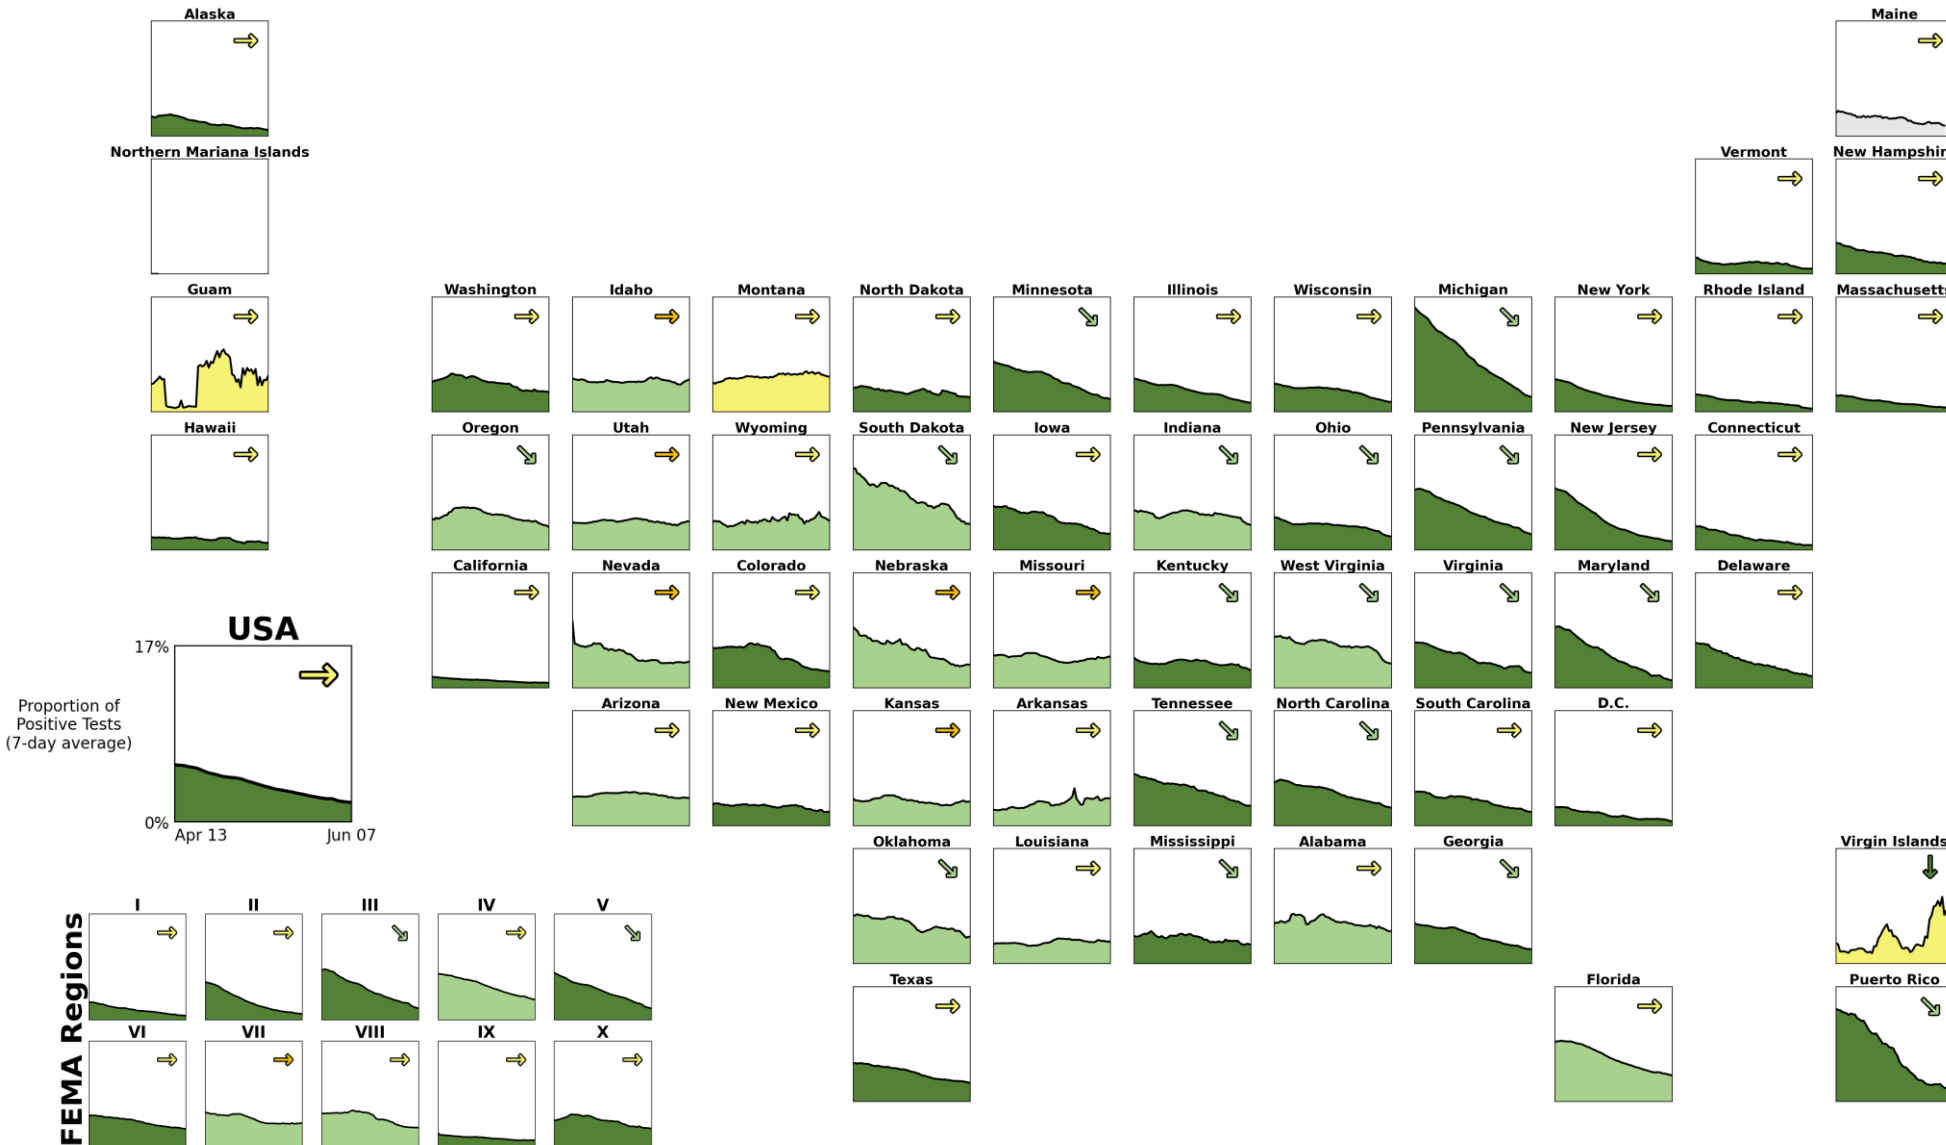 Alaska
Maine
Northern Mariana Islands
Vermont
New Hampshir
Guam
Washington
Idaho
Montana
North Dakota
Minnesota
Illinois
Wisconsin
Michigan
New York
Rhode Island
Massachusetts
Hawaii
Oregon
Utah
Wyoming
South Dakota
Iowa
Indiana
Ohio
Pennsylvania
New Jersey
Connecticut
California
Nevada
Colorado
Nebraska
Missouri
Kentucky
West Virginia
Virginia
Maryland
Delaware
USA
17%
Proportion of
Positive Tests
(7-day average)
0%
Apr 13
Jun 07
Arizona
New Mexico
Kansas
Arkansas
Tennessee
North Carolina
South Carolina
D.C.
Oklahoma
Louisiana
Mississippi
Alabama
Georgia
Virgin Islands
FEMA Regions
I
II
III
IV
V
Texas
Florida
Puerto Rico
VI
VII
VIII
IX
X